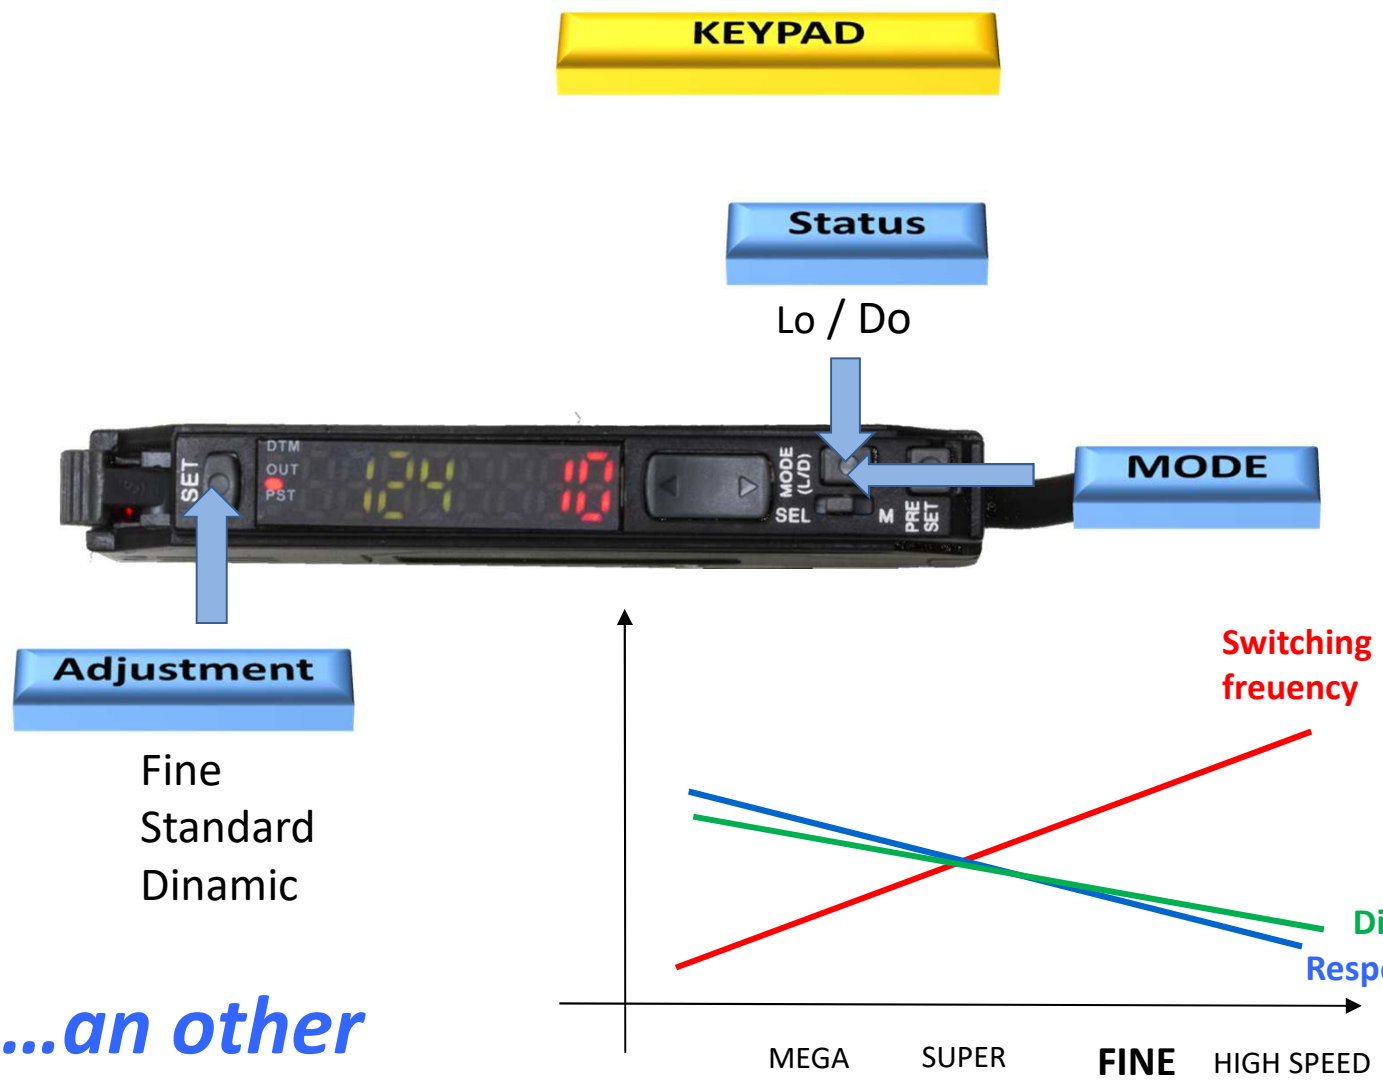 KEYPAD
Status
Lo / Do
SET
DTM
OUT
PST
124
10
MODE
(L/D)
SEL
M
PRE
SET
MODE
Adjustment
Fine
Standard
Dinamic
Switching
freuency
...an other
MEGA
SUPER
FINE
HIGH SPEED